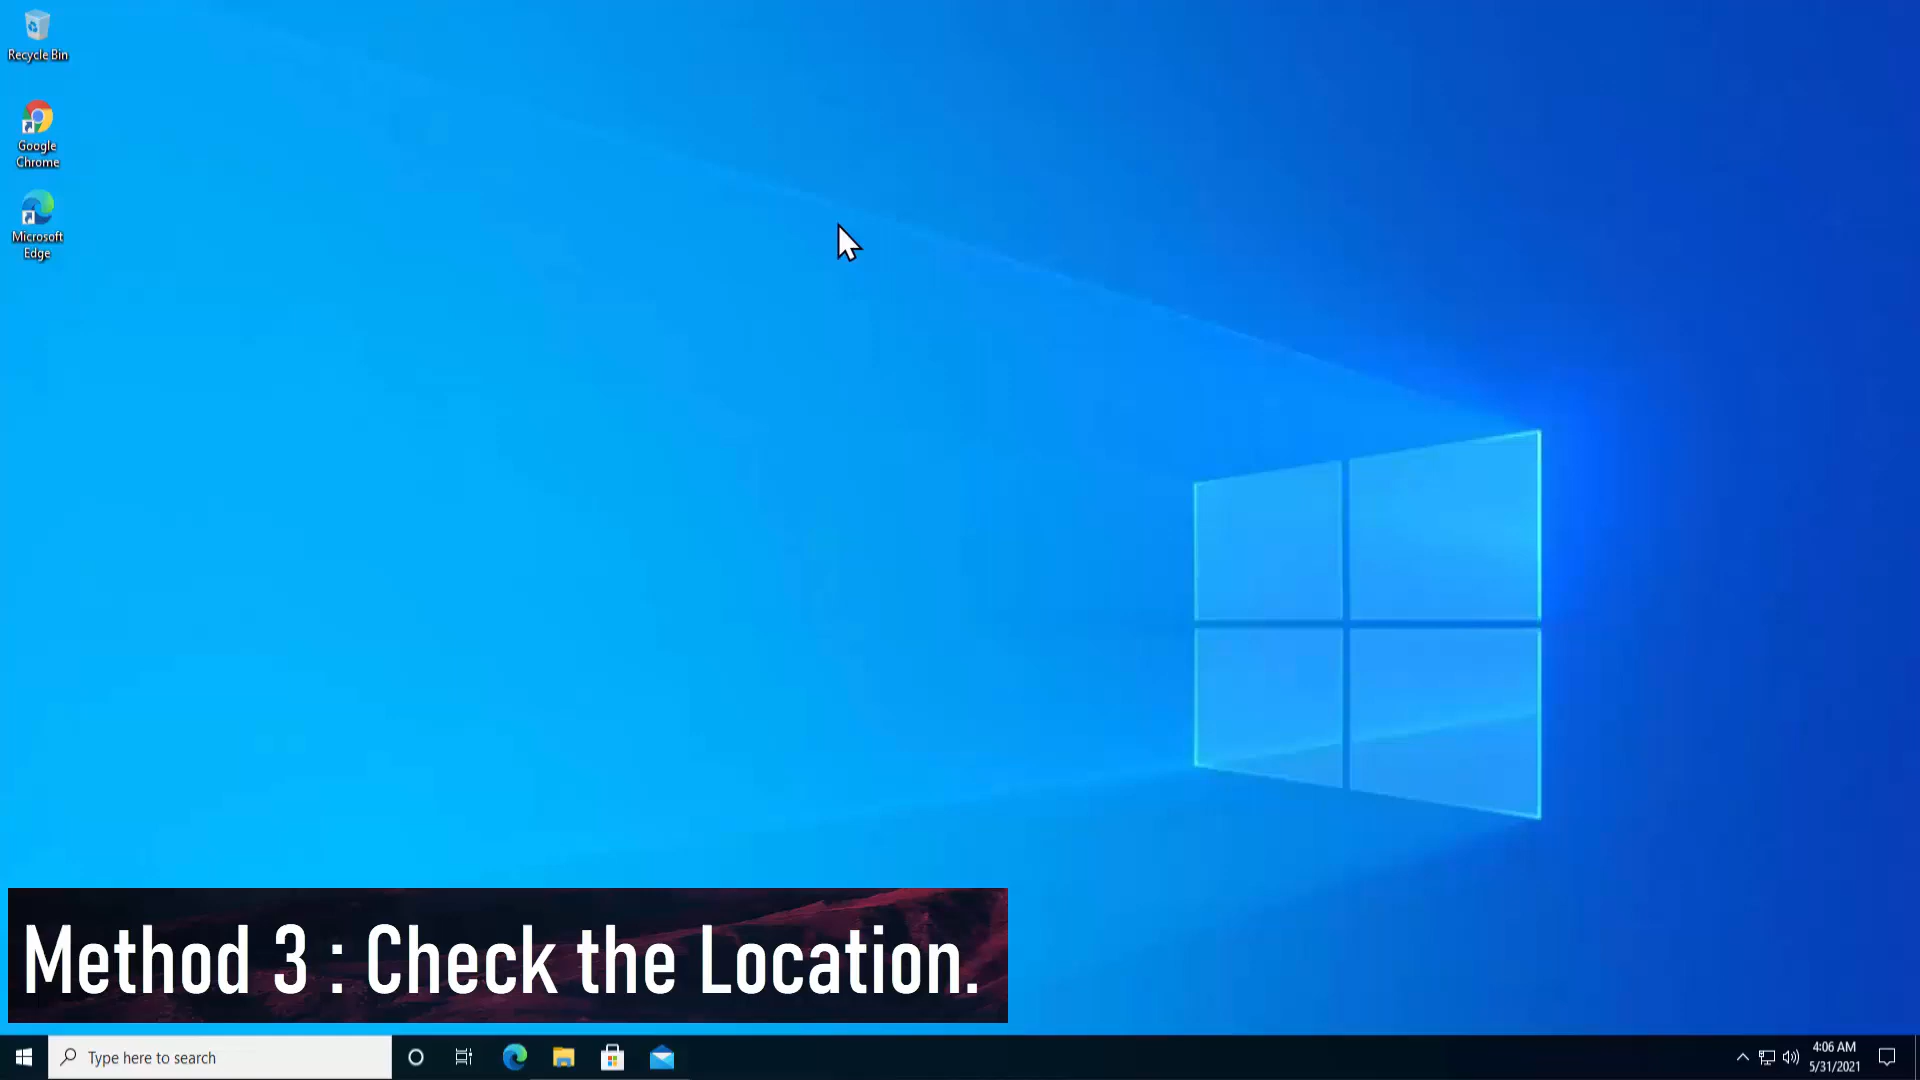 Recycle Bin
Google
Chrome
Microsoft
Edge
Method 3 : Check the Location.
Type here to search
4:06 AM
5/31/2021